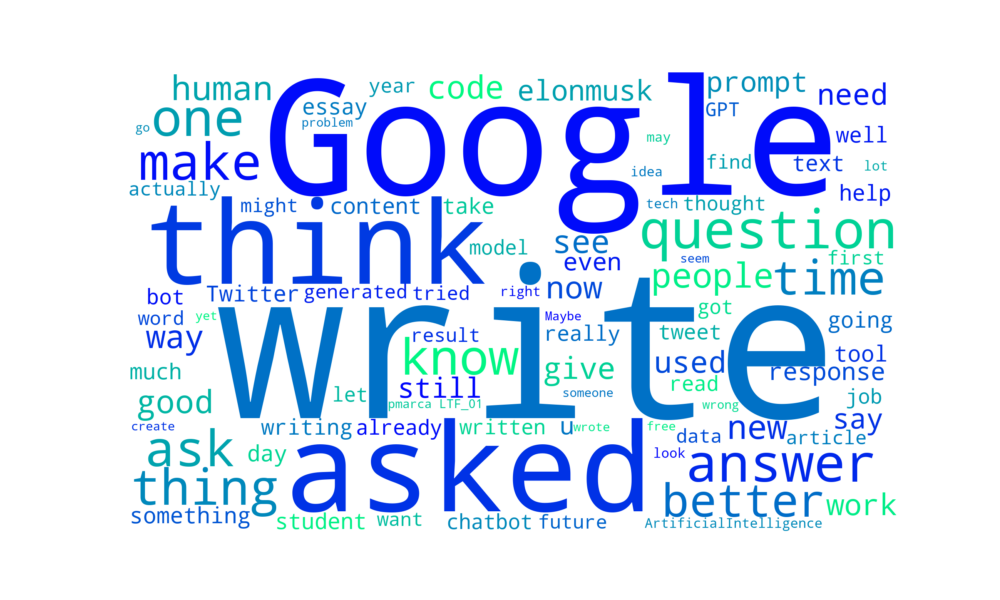 human year code elonmusk prompt need
Google
essay GPT
go one problem may well
make idea find text lot
actually help
might content take tech thought
think model see question
first
even seem people time
bot Twitter generated tried right now
write
word yet Maybe got going
way result really tweet
know used tool
much still give response
let someone read job
good pmarca LTF_01 wrong say
create writing already written u wrote free data new article
ask day look
asked answer
thing better work
something student want chatbot future ArtificialIntelligence